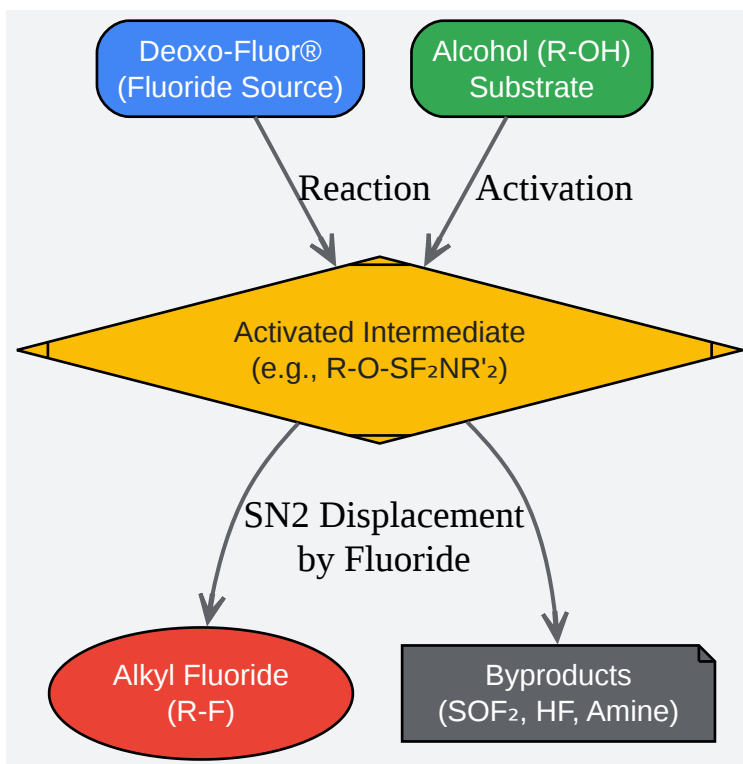 Deoxo-Fluor®
(Fluoride Source)
Alcohol (R-OH)
Substrate
Reaction
Activation
Activated Intermediate
(e.g., R-O-SF₂NR'₂)
SN2 Displacement
by Fluoride
Alkyl Fluoride
(R-F)
Byproducts
(SOF₂, HF, Amine)